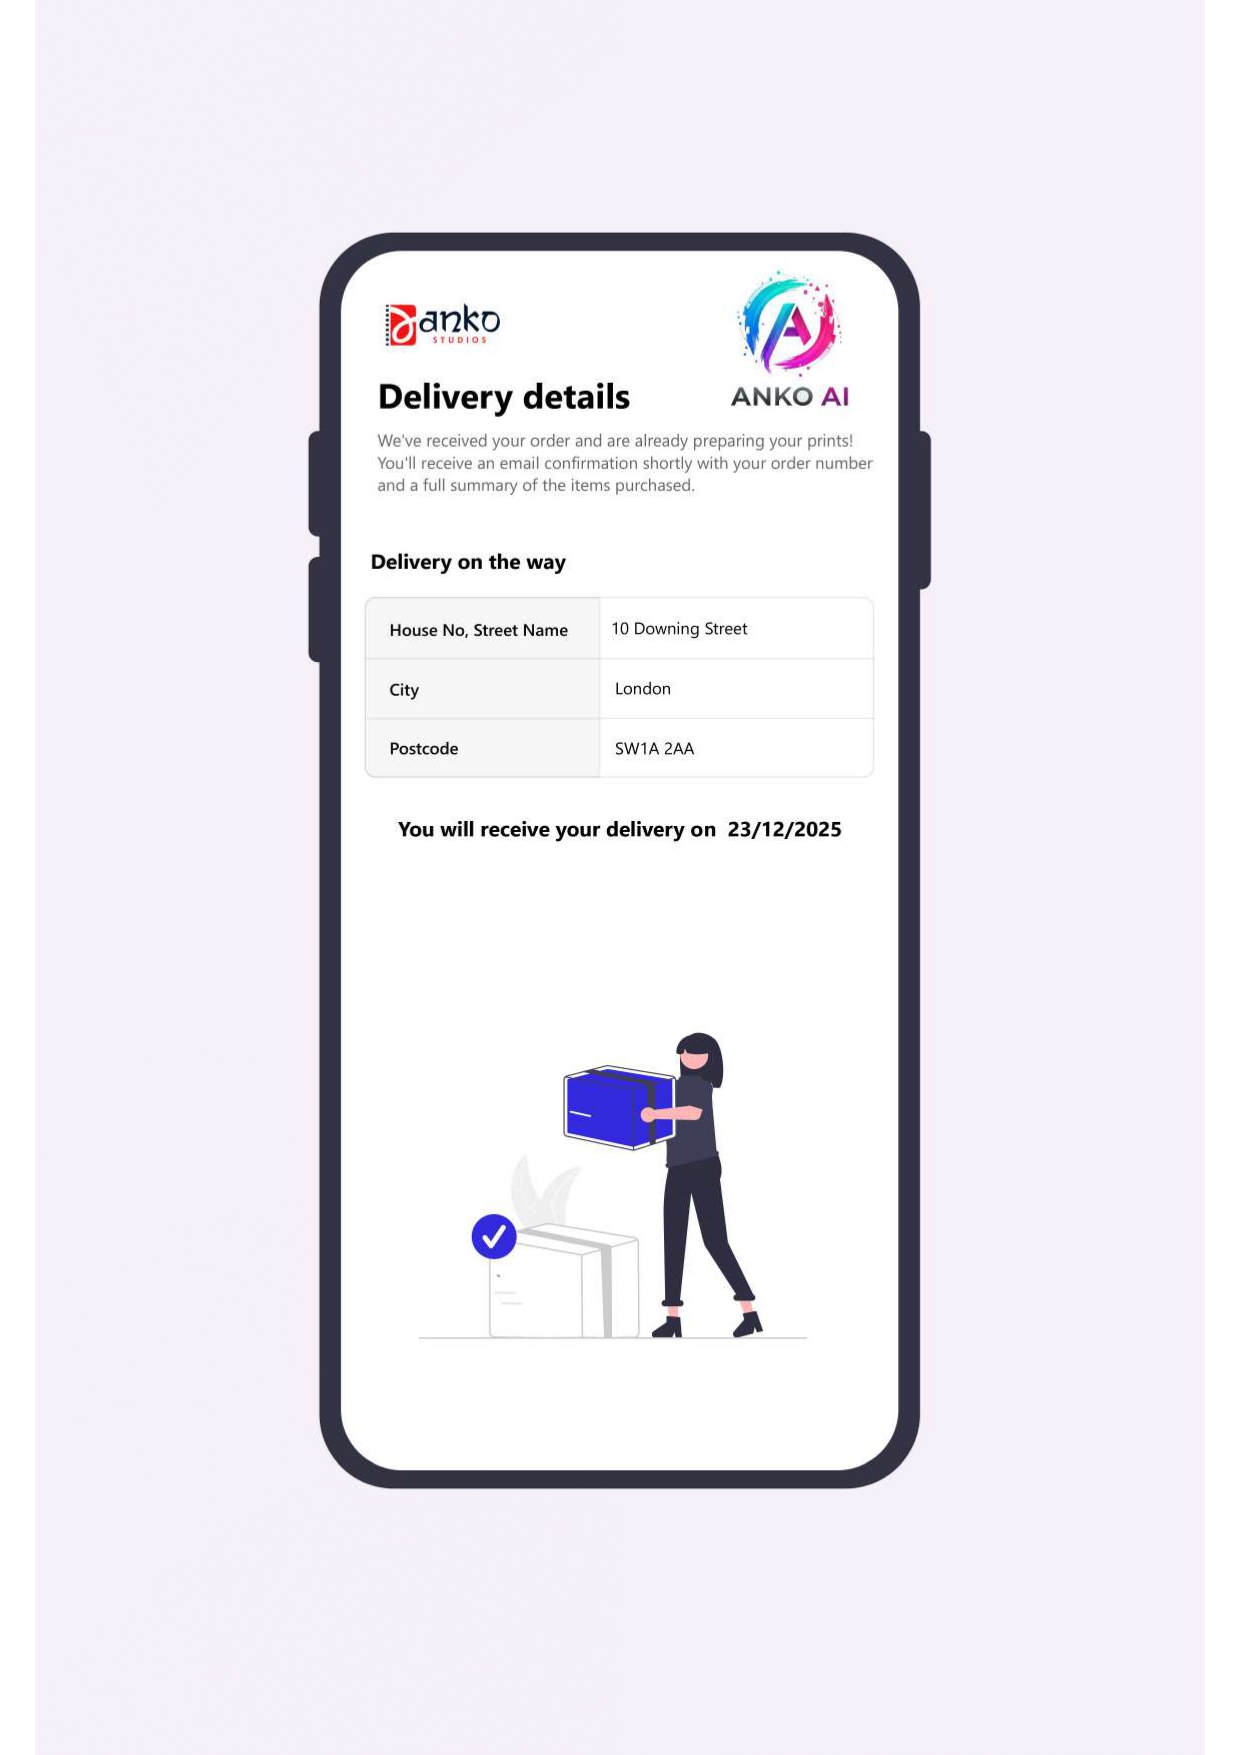 anko
STUDIOS
ANKO AI
Delivery details
We've received your order and are already preparing your prints!
You'll receive an email confirmation shortly with your order number
and a full summary of the items purchased.
Delivery on the way
House No, Street Name 10 Downing Street
City London
Postcode SW1A 2AA
You will receive your delivery on 23/12/2025